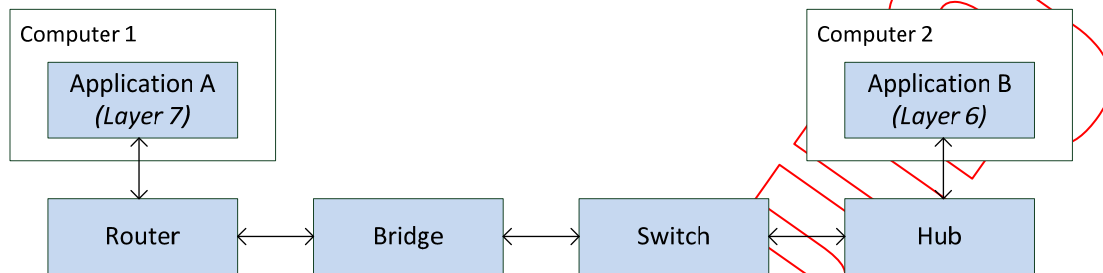 Computer 1
Application A
(Layer 7)
Computer 2
Application B
(Layer 6)
Router
Bridge
Switch
Hub